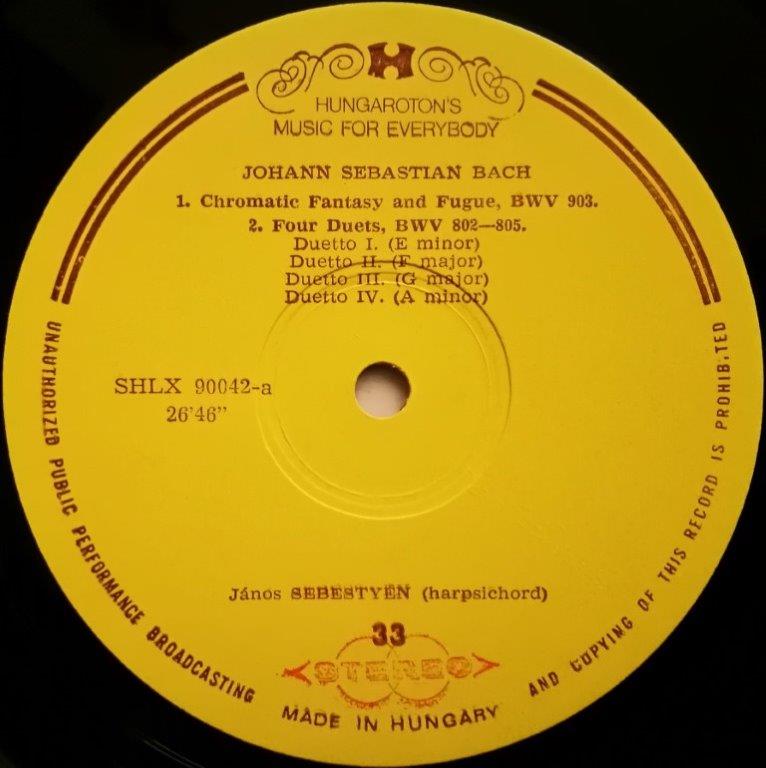 H
HUNGAROTON'S
MUSIC FOR EVERYBODY
JOHANN SEBASTIAN BACH
1. Chromatic Fantasy and Fugue, BWV 903.
2. Four Duets, BWV 802—805.
Duetto I. (E minor)
Duetto II. (F major)
Duetto III. (G major)
Duetto IV. (A minor)
SHLX 90042-a
26'46"
János SEBESTYÉN (harpsichord)
33
STEREO
MADE IN HUNGARY
UNAUTHORIZED PUBLIC PERFORMANCE BROADCASTING
AND COPYING OF THIS RECORD IS PROHIBITED